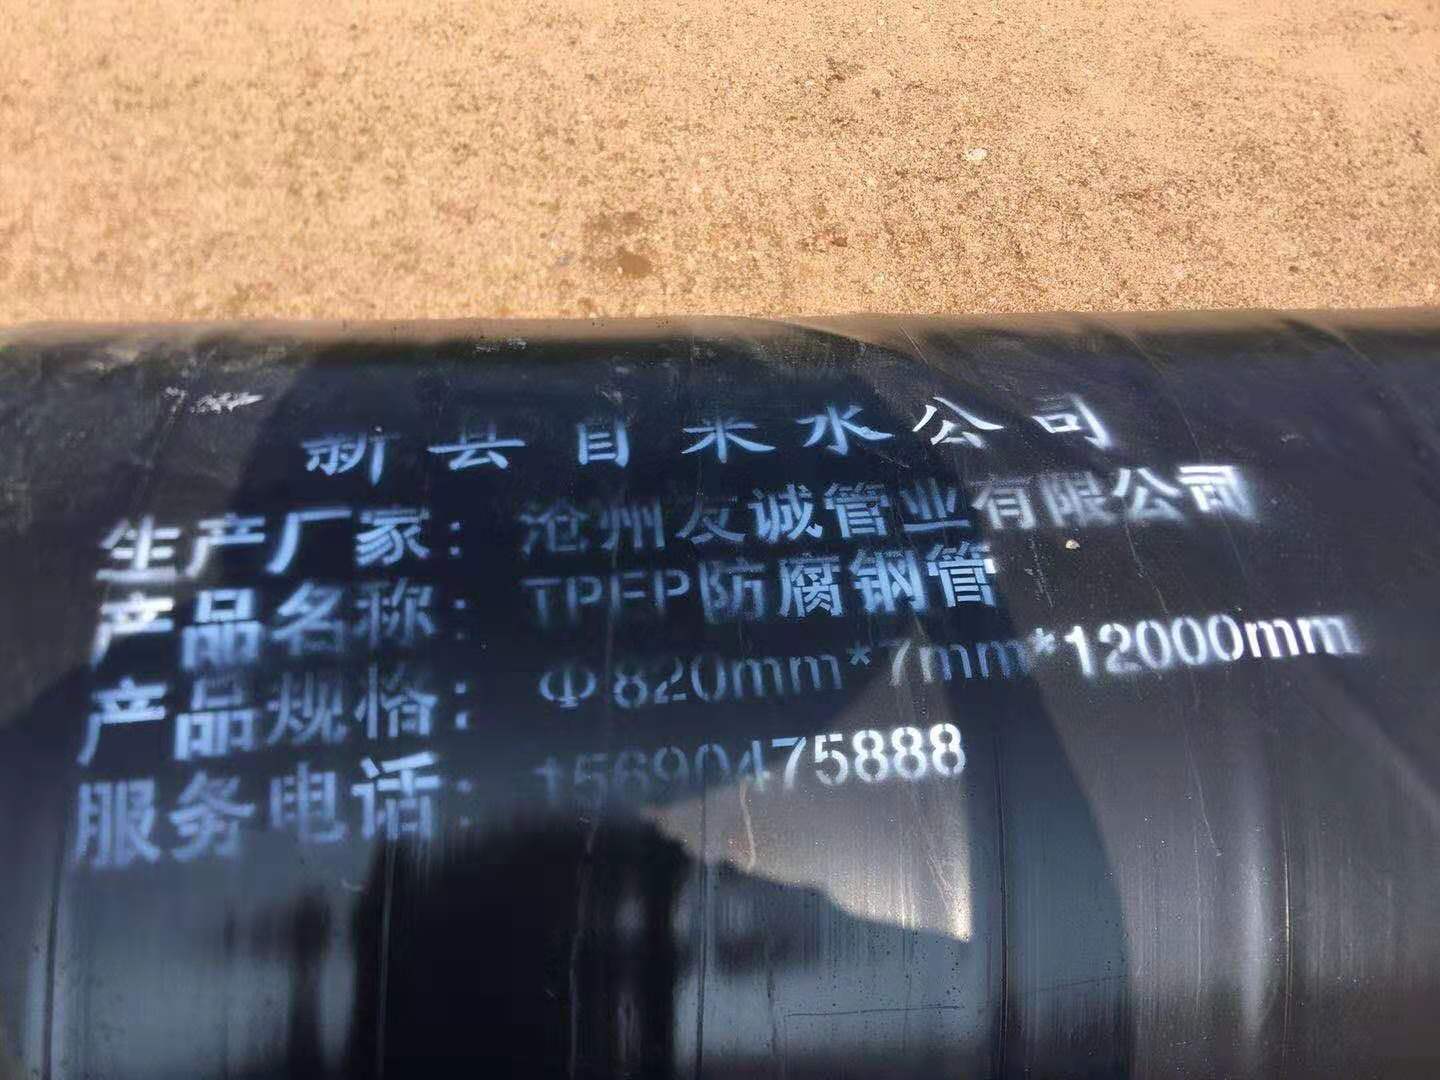 新县自来水公司
生产厂家：沧州友诚管业有限公司
产品名称：TPEP防腐钢管
产品规格：Φ820mm*7mm*12000mm
服务电话：15690475888